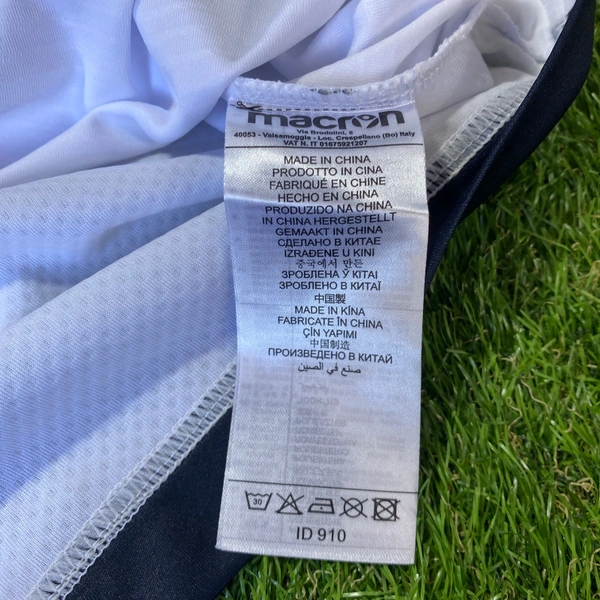 macron
Via Brodolini, 6
40053 - Valsamoggia - Loc. Crespellano (Bo) Italy
VAT N. IT 01675921207
MADE IN CHINA
PRODOTTO IN CINA
FABRIQUÉ EN CHINE
HECHO EN CHINA
PRODUZIDO NA CHINA
IN CHINA HERGESTELLT
GEMAAKT IN CHINA
СДЕЛАНО В КИТАЕ
IZRAĐENE U KINI
중국에서 만든
ЗРОБЛЕНА Ў КІТАІ
ЗРОБЛЕНО В КИТАЇ
中国製
MADE IN KÍNA
FABRICATE ÎN CHINA
ÇİN YAPIMI
中国制造
ПРОИЗВЕДЕНО В КИТАЙ
صنع في الصين
30
ID 910